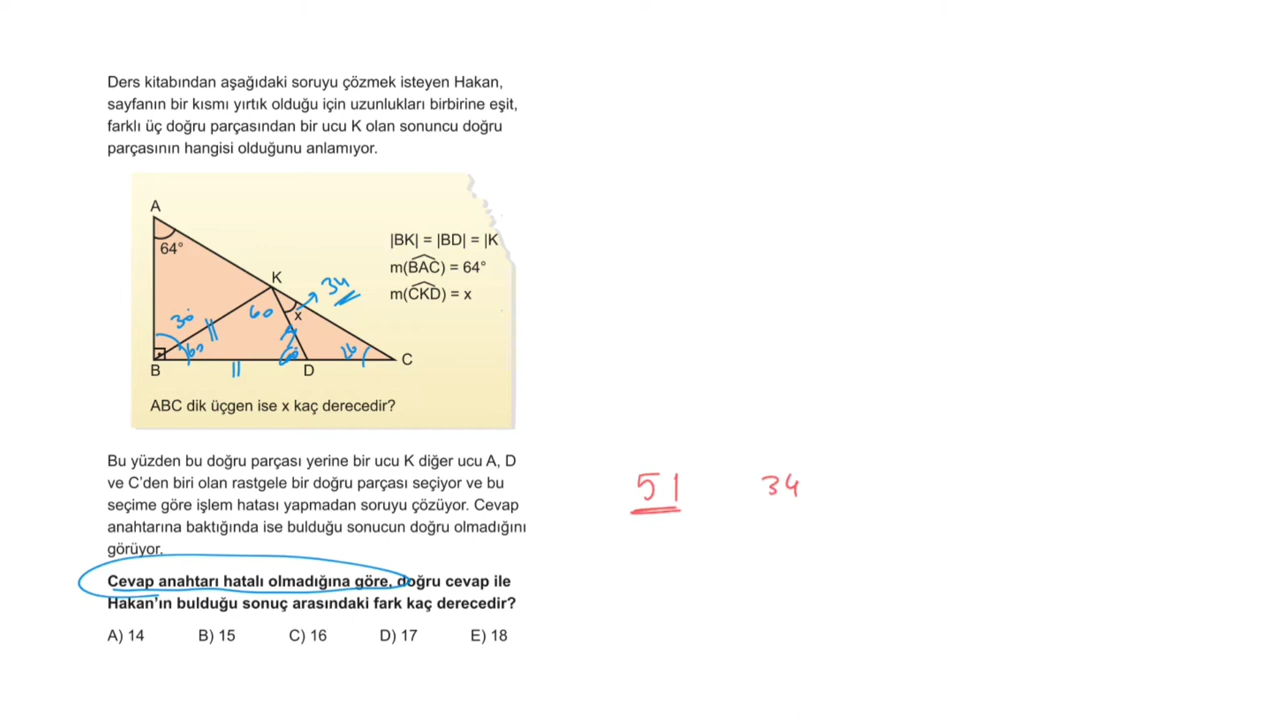 Ders kitabından aşağıdaki soruyu çözmek isteyen Hakan,
sayfanın bir kısmı yırtık olduğu için uzunlukları birbirine eşit,
farklı üç doğru parçasından bir ucu K olan sonuncu doğru
parçasının hangisi olduğunu anlamıyor.
A
64°
K
34
|BK| = |BD| = |K
m(BAC) = 64°
m(CKD) = x
30
60
x
60
60
26
B
D
C
ABC dik üçgen ise x kaç derecedir?
Bu yüzden bu doğru parçası yerine bir ucu K diğer ucu A, D
ve C'den biri olan rastgele bir doğru parçası seçiyor ve bu
seçime göre işlem hatası yapmadan soruyu çözüyor. Cevap
anahtarına baktığında ise bulduğu sonucun doğru olmadığını
görüyor.
51 34
Cevap anahtarı hatalı olmadığına göre, doğru cevap ile
Hakan'ın bulduğu sonuç arasındaki fark kaç derecedir?
A) 14 B) 15 C) 16 D) 17 E) 18